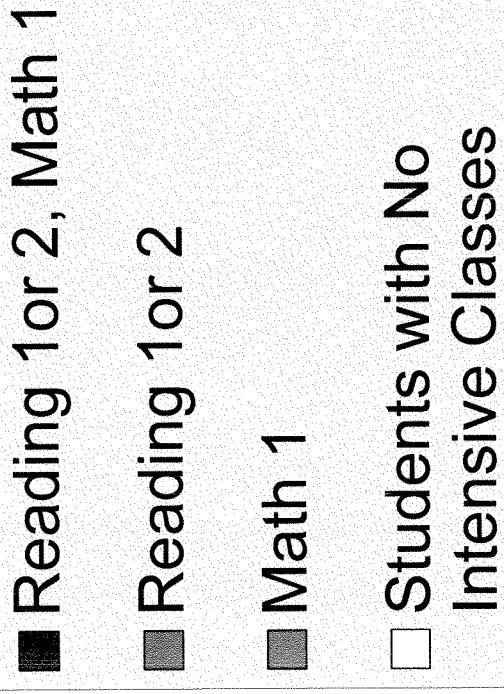 Reading 1or 2, Math 1
Reading 1or 2
Math 1
Students with No
Intensive Classes